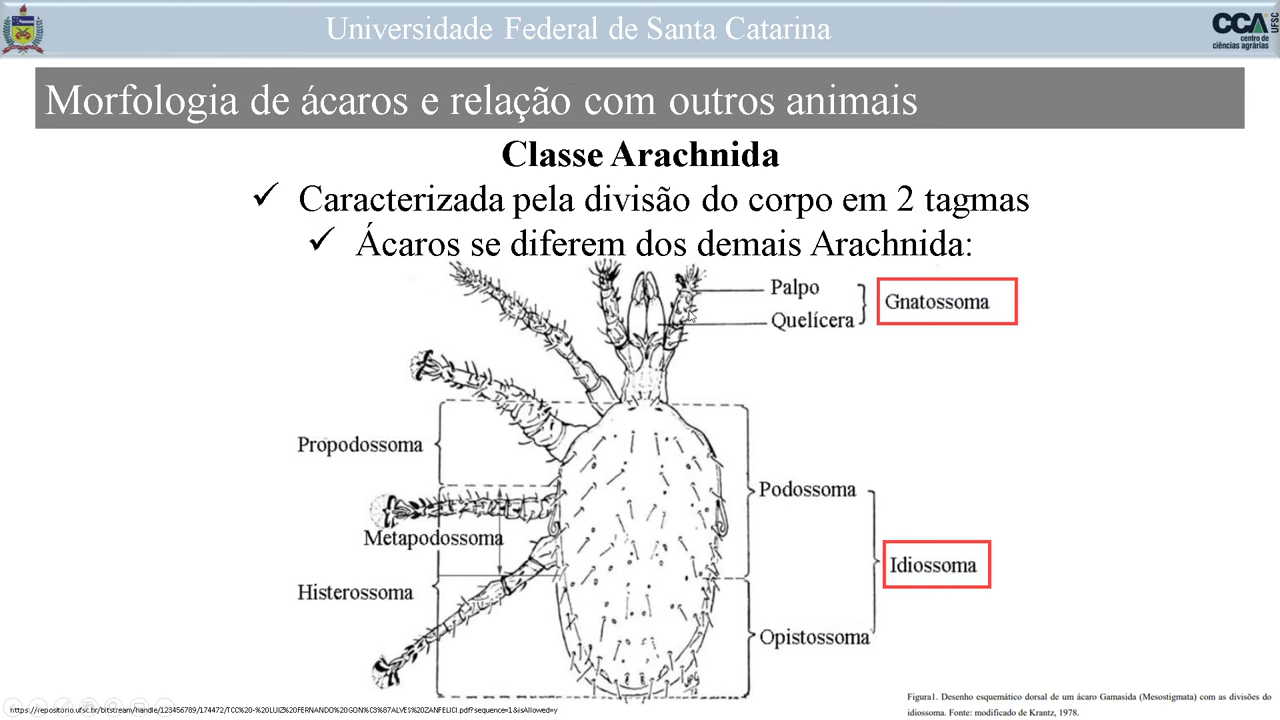 Universidade Federal de Santa Catarina
CCA
UFSC
centro de
ciências agrárias
Morfologia de ácaros e relação com outros animais
Classe Arachnida
✓ Caracterizada pela divisão do corpo em 2 tagmas
✓ Ácaros se diferem dos demais Arachnida:
Palpo
Gnatossoma
Quelícera
Propodossoma
Podossoma
Metapodossoma
Idiossoma
Histerossoma
Opistossoma
Figura1. Desenho esquemático dorsal de um ácaro Gamasida (Mesostigmata) com as divisões do
idiossoma. Fonte: modificado de Krantz, 1978.
https://repositorio.ufsc.br/bitstream/handle/123456789/174472/TCC%20-%20LUIZ%20FERNANDO%20GON%C3%87ALVES%20ZANFELICI.pdf?sequence=1&isAllowed=y